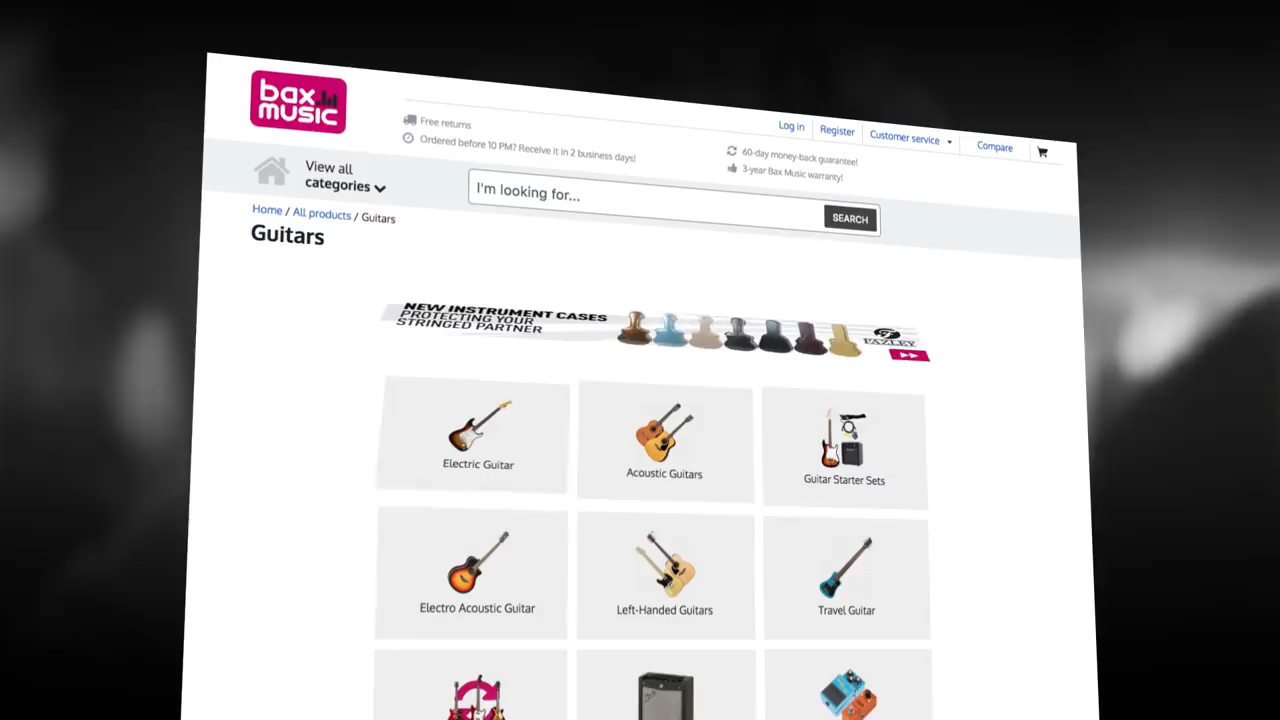 bax
MUSIC
Free returns
Ordered before 10 PM? Receive it in 2 business days!
60-day money-back guarantee!
3-year Bax Music warranty!
Log in
Register
Customer service
Compare
View all
categories
I'm looking for...
SEARCH
Home / All products / Guitars
Guitars
NEW INSTRUMENT CASES
PROTECTING YOUR
STRINGED PARTNER
FAZLEY
Electric Guitar
Acoustic Guitars
Guitar Starter Sets
Electro Acoustic Guitar
Left-Handed Guitars
Travel Guitar